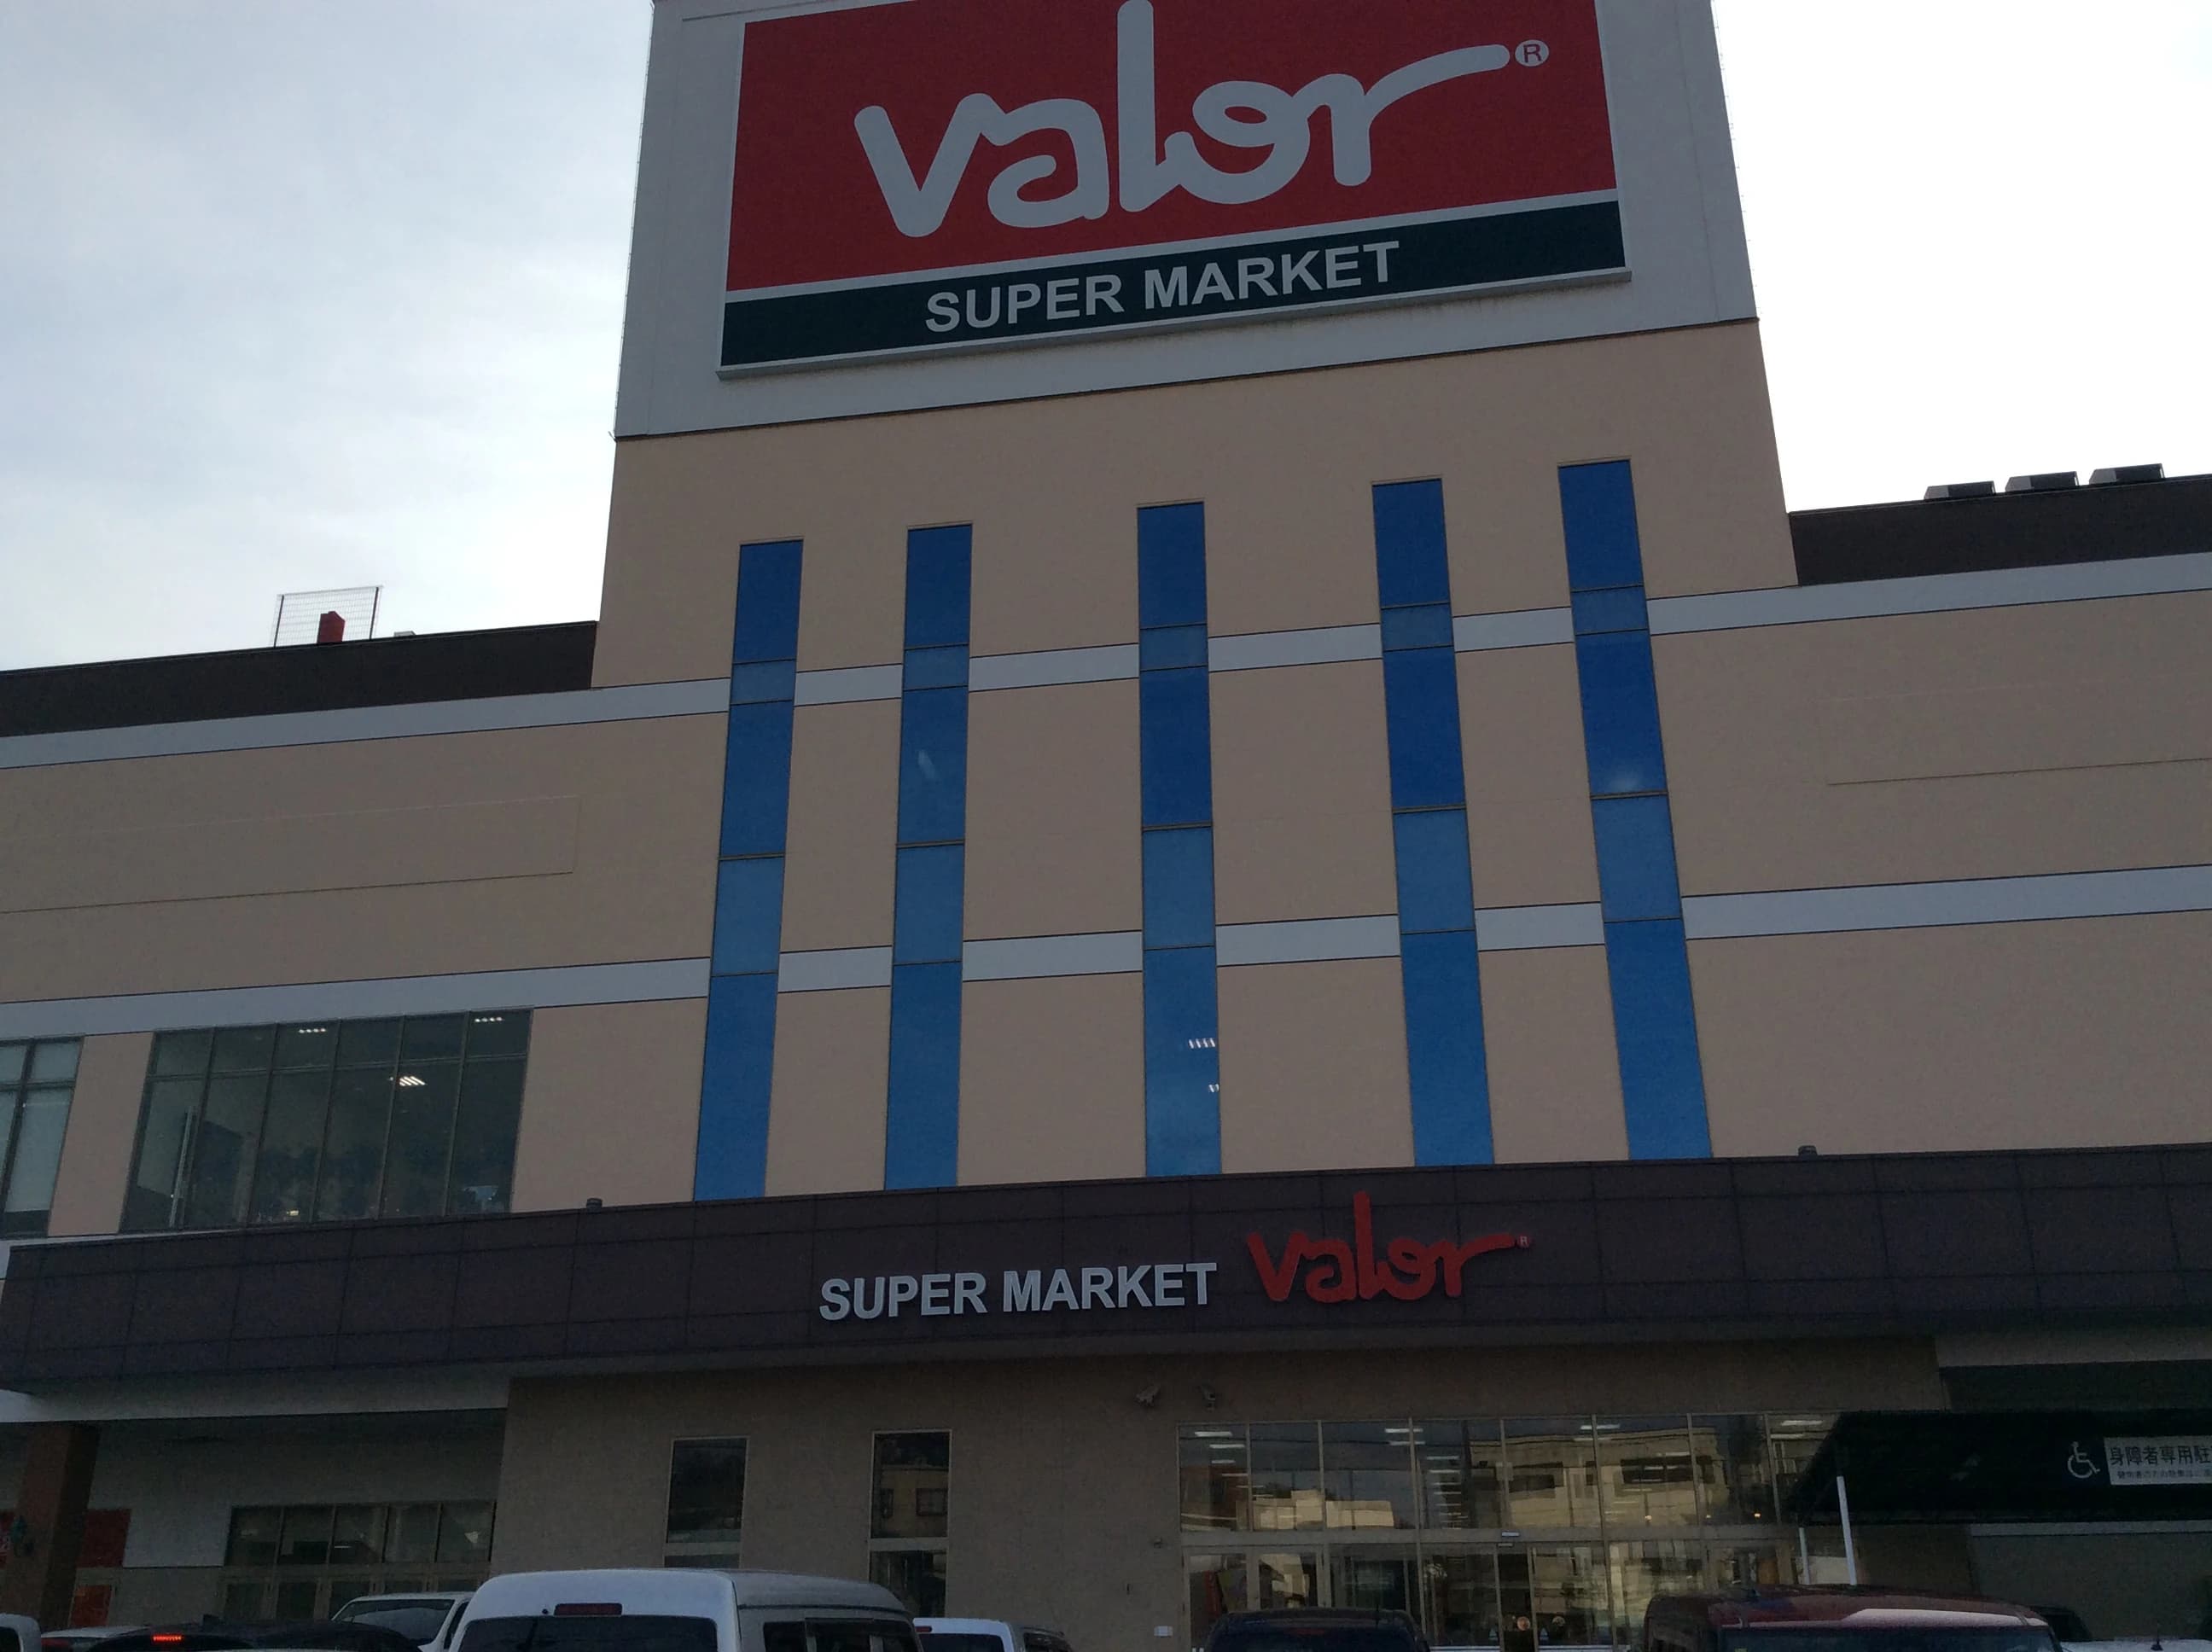 valor®
SUPER MARKET
SUPER MARKET valor®
身障者専用駐